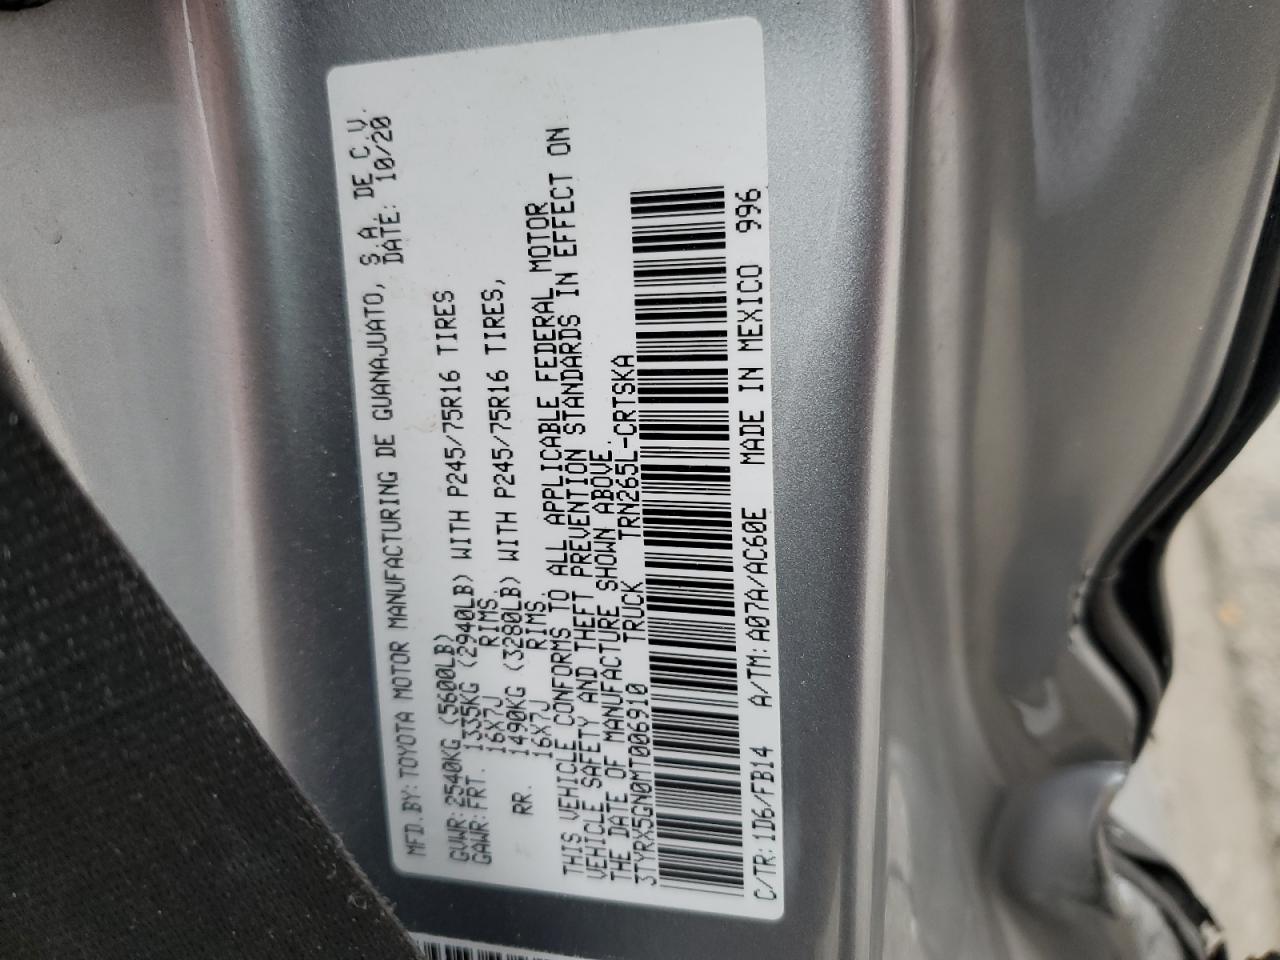 MFD. BY: TOYOTA MOTOR MANUFACTURING DE GUANAJUATO, S.A. DE C.V.
DATE: 10/20
GVWR: 2540KG (5600LB)
GAWR: FRT. 1335KG (2940LB) WITH P245/75R16 TIRES
16X7J RIMS.
RR. 1490KG (3280LB) WITH P245/75R16 TIRES,
16X7J RIMS.
THIS VEHICLE CONFORMS TO ALL APPLICABLE FEDERAL MOTOR
VEHICLE SAFETY AND THEFT PREVENTION STANDARDS IN EFFECT ON
THE DATE OF MANUFACTURE SHOWN ABOVE.
3TYRX5GN0MT006910 TRUCK TRN265L-CRTSKA
C/TR: 1D6/FB14 A/TM: A07A/AC60E MADE IN MEXICO 996